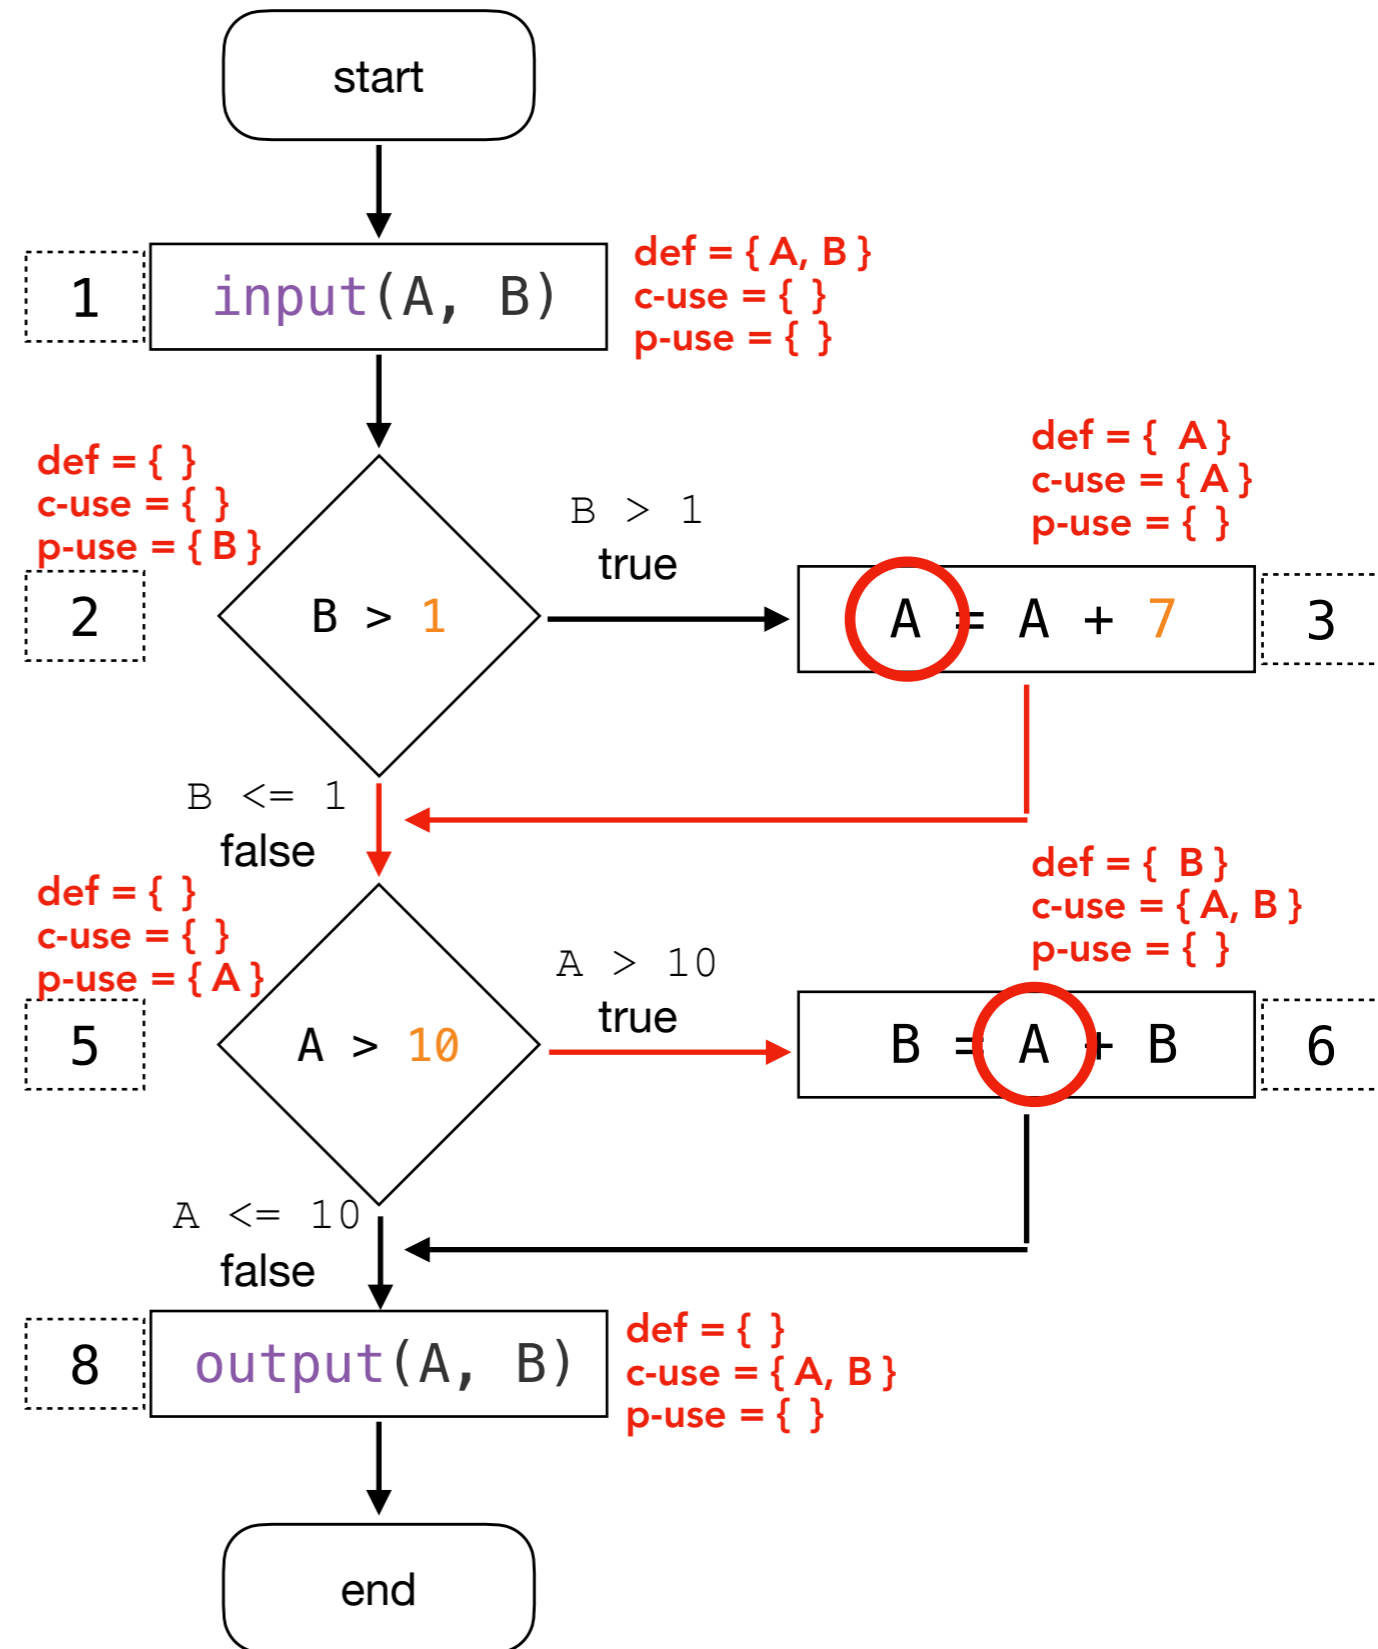 start
1
input(A, B)
def = { A, B }
c-use = { }
p-use = { }
def = { }
c-use = { }
p-use = { B }
2
B > 1
B > 1
true
def = { A }
c-use = { A }
p-use = { }
A = A + 7
3
B <= 1
false
def = { }
c-use = { }
p-use = { A }
5
A > 10
A > 10
true
def = { B }
c-use = { A, B }
p-use = { }
B = A + B
6
A <= 10
false
8
output(A, B)
def = { }
c-use = { A, B }
p-use = { }
end